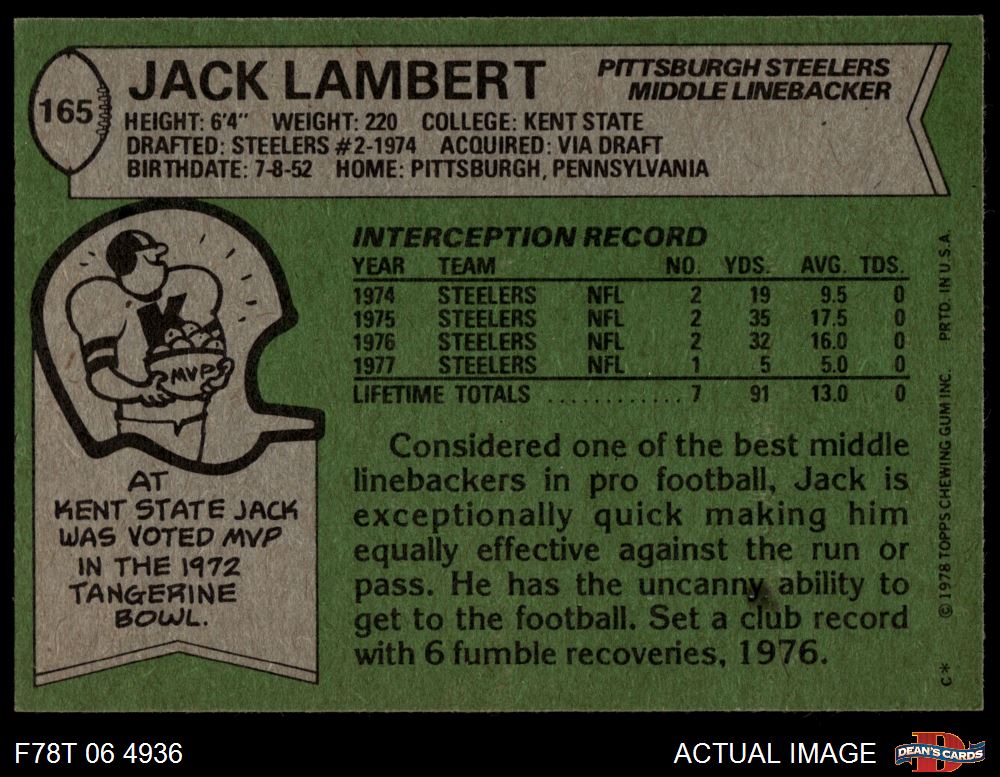 165
JACK LAMBERT
PITTSBURGH STEELERS
MIDDLE LINEBACKER
HEIGHT: 6'4" WEIGHT: 220 COLLEGE: KENT STATE
DRAFTED: STEELERS #2-1974 ACQUIRED: VIA DRAFT
BIRTHDATE: 7-8-52 HOME: PITTSBURGH, PENNSYLVANIA
K
MVP
AT
KENT STATE JACK
WAS VOTED MVP
IN THE 1972
TANGERINE
BOWL.
INTERCEPTION RECORD
YEAR TEAM NO. YDS. AVG. TDS.
1974 STEELERS NFL 2 19 9.5 0
1975 STEELERS NFL 2 35 17.5 0
1976 STEELERS NFL 2 32 16.0 0
1977 STEELERS NFL 1 5 5.0 0
LIFETIME TOTALS ............ 7 91 13.0 0
Considered one of the best middle
linebackers in pro football, Jack is
exceptionally quick making him
equally effective against the run or
pass. He has the uncanny ability to
get to the football. Set a club record
with 6 fumble recoveries, 1976.
C* © 1978 TOPPS CHEWING GUM INC. PRTD. IN U.S.A.
F78T 06 4936
ACTUAL IMAGE
D
DEAN'S CARDS